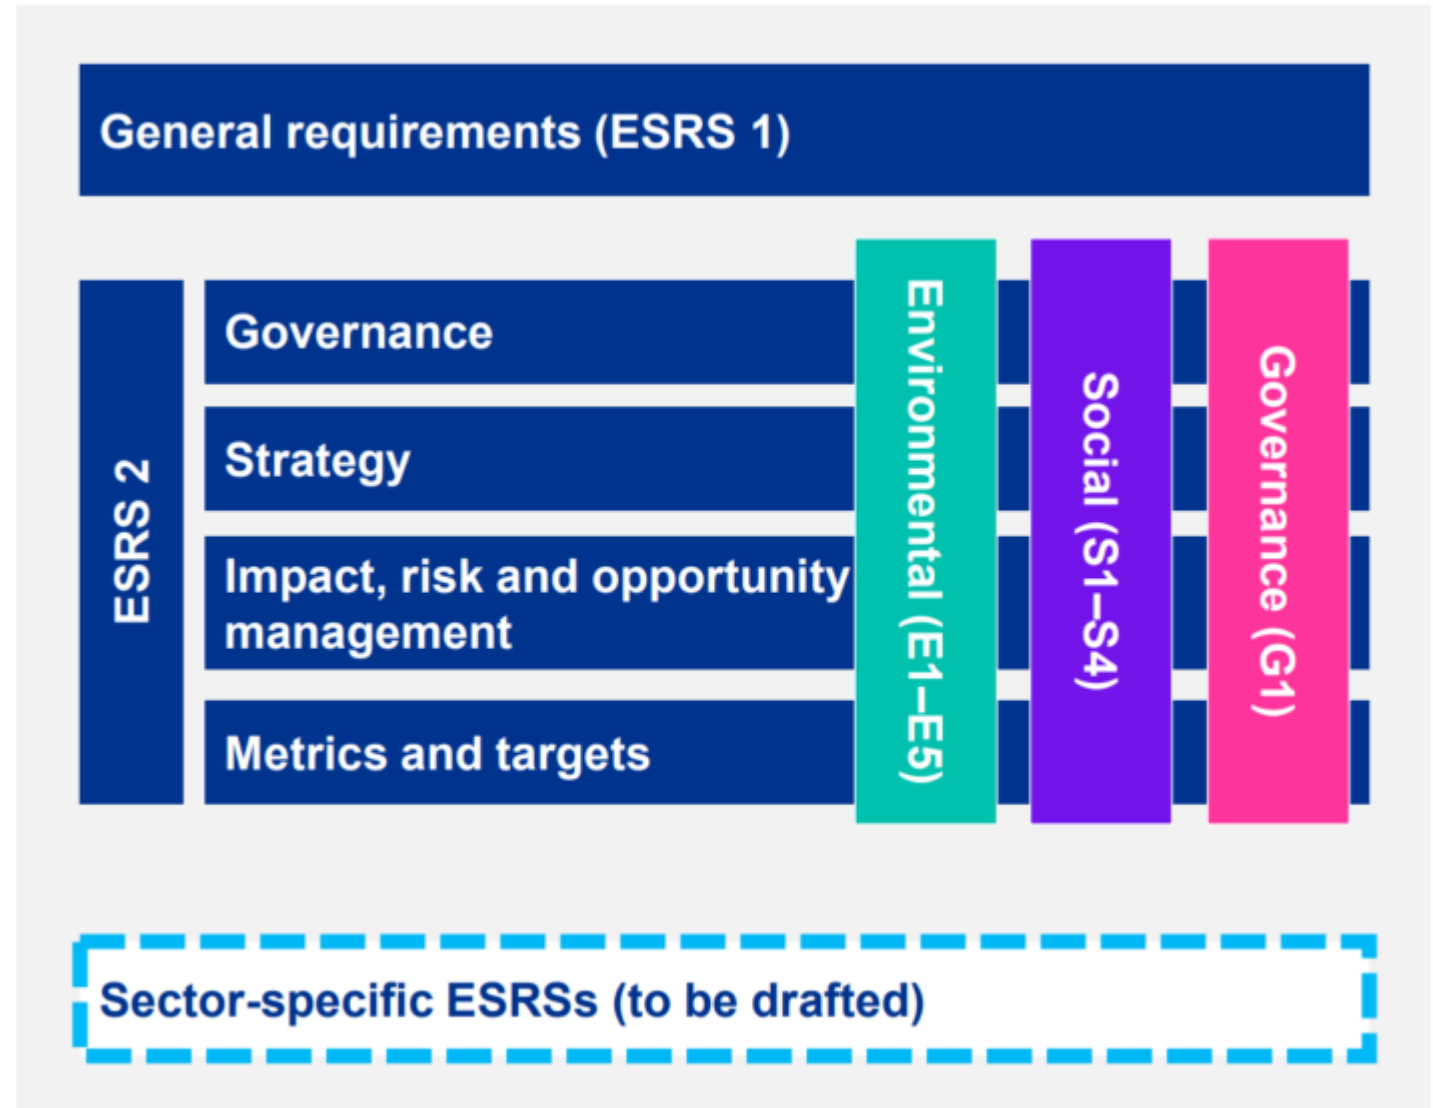 General requirements (ESRS 1)
ESRS 2
Governance
Strategy
Impact, risk and opportunity
management
Metrics and targets
Environmental (E1–E5)
Social (S1–S4)
Governance (G1)
Sector-specific ESRSs (to be drafted)